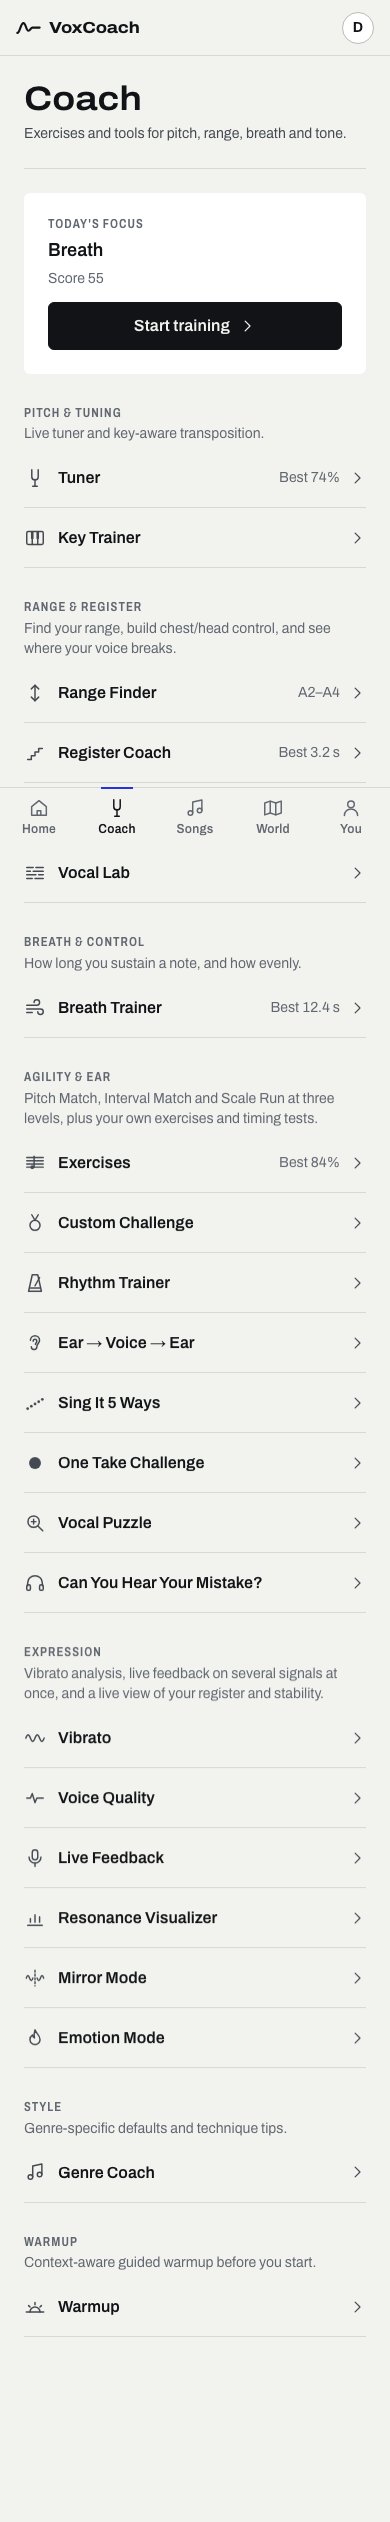 VoxCoach
D
Coach
Exercises and tools for pitch, range, breath and tone.
TODAY'S FOCUS
Breath
Score 55
Start training
PITCH & TUNING
Live tuner and key-aware transposition.
Tuner
Best 74%
Key Trainer
RANGE & REGISTER
Find your range, build chest/head control, and see
where your voice breaks.
Range Finder
A2–A4
Register Coach
Best 3.2 s
Home
Coach
Songs
World
You
Vocal Lab
BREATH & CONTROL
How long you sustain a note, and how evenly.
Breath Trainer
Best 12.4 s
AGILITY & EAR
Pitch Match, Interval Match and Scale Run at three
levels, plus your own exercises and timing tests.
Exercises
Best 84%
Custom Challenge
Rhythm Trainer
Ear → Voice → Ear
Sing It 5 Ways
One Take Challenge
Vocal Puzzle
Can You Hear Your Mistake?
EXPRESSION
Vibrato analysis, live feedback on several signals at
once, and a live view of your register and stability.
Vibrato
Voice Quality
Live Feedback
Resonance Visualizer
Mirror Mode
Emotion Mode
STYLE
Genre-specific defaults and technique tips.
Genre Coach
WARMUP
Context-aware guided warmup before you start.
Warmup